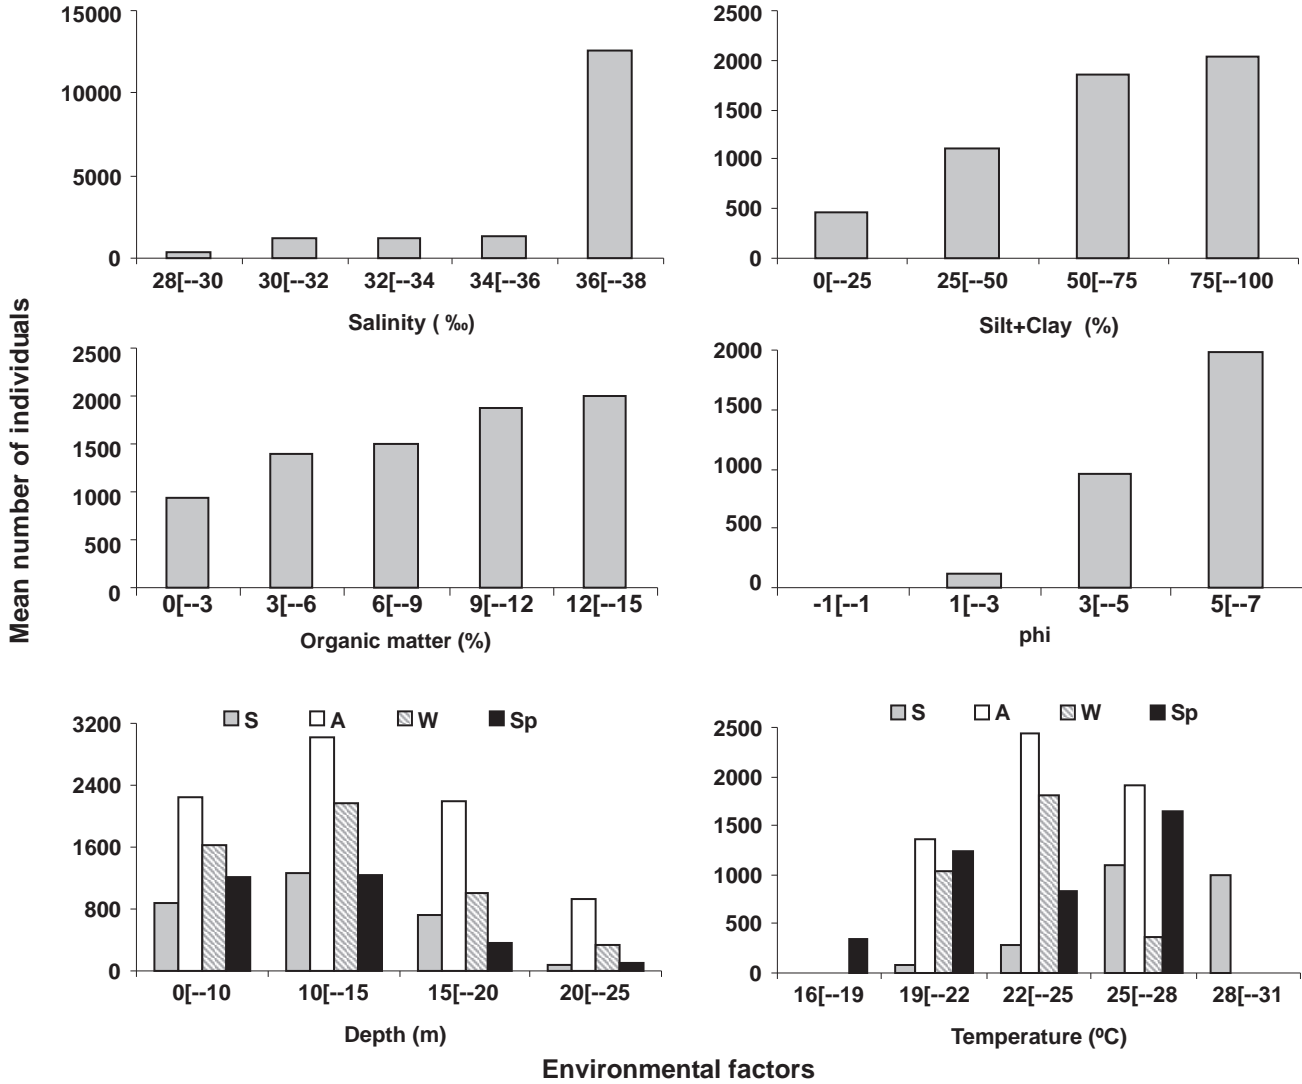 Mean number of individuals
15000
10000
5000
0
28[--30 30[--32 32[--34 34[--36 36[--38
Salinity ( ‰)
2500
2000
1500
1000
500
0
0[--25 25[--50 50[--75 75[--100
Silt+Clay (%)
2500
2000
1500
1000
500
0
0[--3 3[--6 6[--9 9[--12 12[--15
Organic matter (%)
2000
1500
1000
500
0
-1[--1 1[--3 3[--5 5[--7
phi
S A W Sp
3200
2400
1600
800
0
0[--10 10[--15 15[--20 20[--25
Depth (m)
S A W Sp
2500
2000
1500
1000
500
0
16[--19 19[--22 22[--25 25[--28 28[--31
Temperature (ºC)
Environmental factors